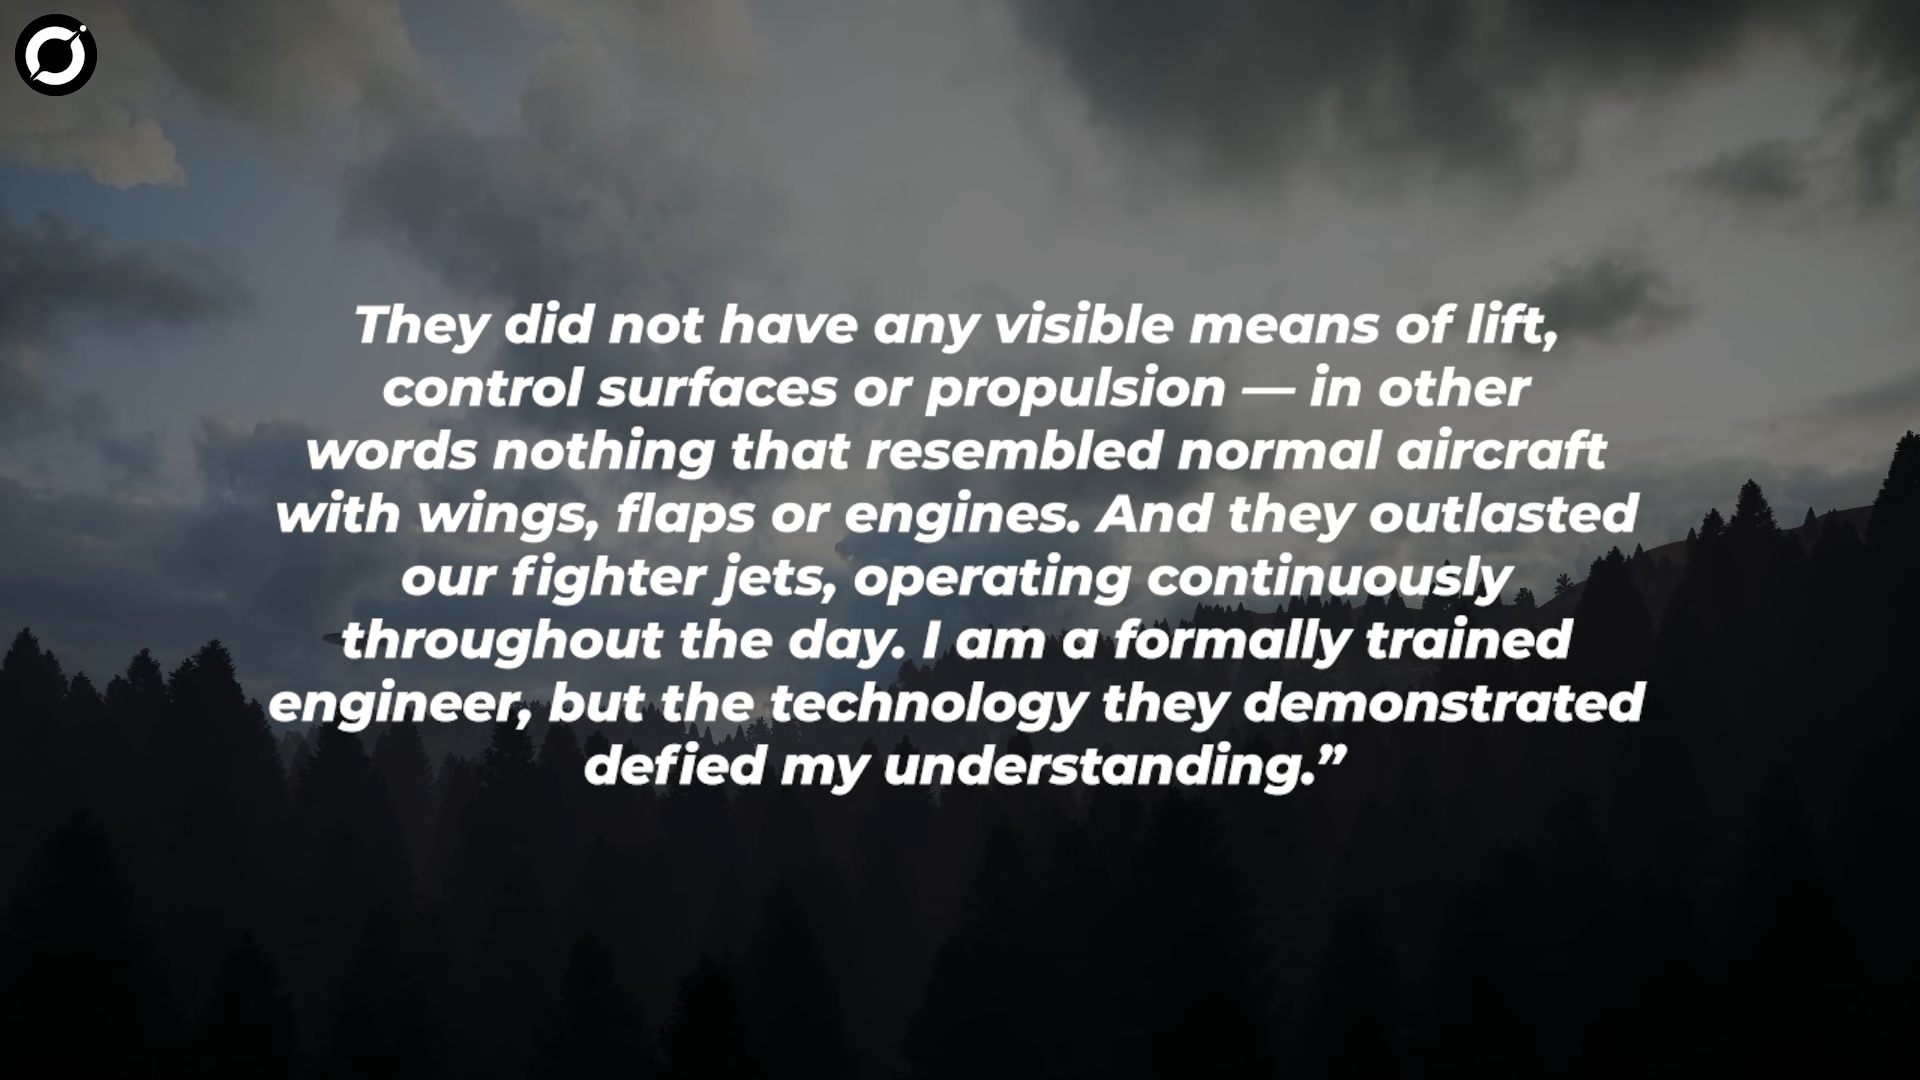 They did not have any visible means of lift,
control surfaces or propulsion — in other
words nothing that resembled normal aircraft
with wings, flaps or engines. And they outlasted
our fighter jets, operating continuously
throughout the day. I am a formally trained
engineer, but the technology they demonstrated
defied my understanding.”